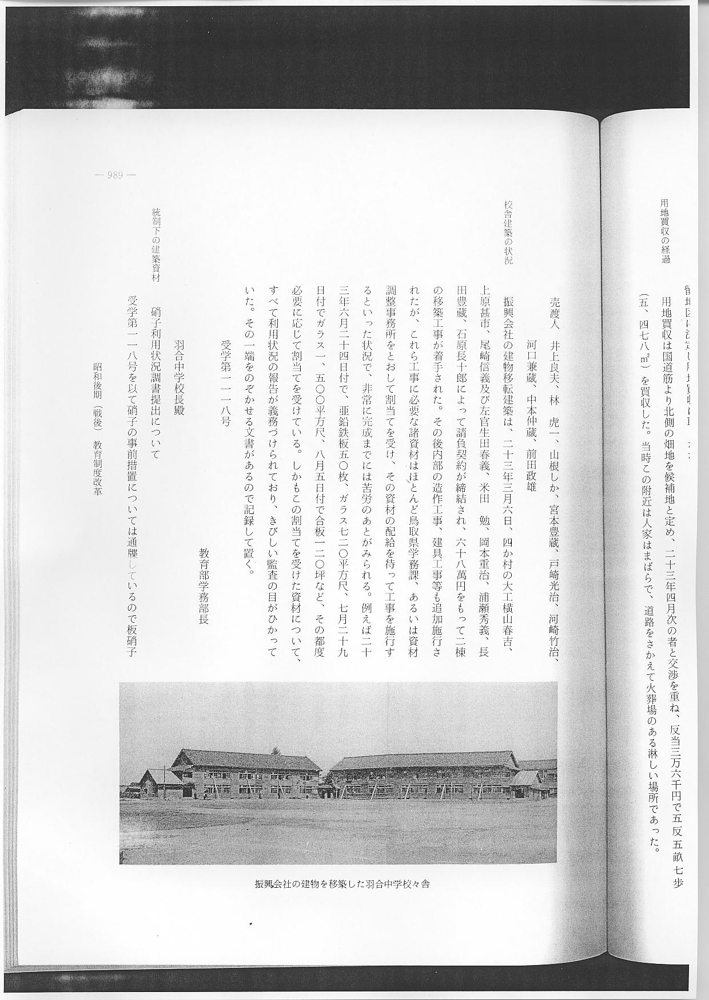 用地買収の経過
用地買収は国道筋より北側の畑地を候補地と定め、二十三年四月次の者と交渉を重ね、反当三万六千円で五反五畝七歩
(五、四七八㎡)を買収した。当時この附近は人家はまばらで、道路をさかえて火葬場のある淋しい場所であった。
売渡人 井上良夫、林 虎一、山根しか、宮本豊蔵、戸崎光治、河崎竹治、
河口兼蔵、中本仲蔵、前田政雄
校舎建築の状況
振興会社の建物移転建築は、二十三年三月六日、四か村の大工横山春吉、
上原甚市、尾崎信義及び左官生田春義、米田 勉、岡本重治、浦瀬秀義、長
田豊蔵、石原長十郎によって請負契約が締結され、六十八萬円をもって二棟
の移築工事が着手された。その後内部の造作工事、建具工事等も追加施行さ
れたが、これら工事に必要な諸資材はほとんど鳥取県学務課、あるいは資材
調整事務所をとおして割当てを受け、その資材の配給を待って工事を施行す
るといった状況で、非常に完成までには苦労のあとがみられる。例えば二十
三年六月二十四日付で、亜鉛鉄板五〇枚、ガラス七二〇平方尺、七月二十九
日付でガラス一、五〇〇平方尺、八月五日付で合板一二〇坪など、その都度
必要に応じて割当てを受けている。しかもこの割当てを受けた資材について、
すべて利用状況の報告が義務づけられており、きびしい監査の目がひかって
いた。その一端をのぞかせる文書があるので記録して置く。
受学第一一一八号
教育部学務部長
羽合中学校長殿
統制下の建築資材
硝子利用状況調書提出について
受学第一一八号を以て硝子の事前措置については通牒しているので板硝子
昭和後期(戦後) 教育制度改革
— 989 —
振興会社の建物を移築した羽合中学校々舎